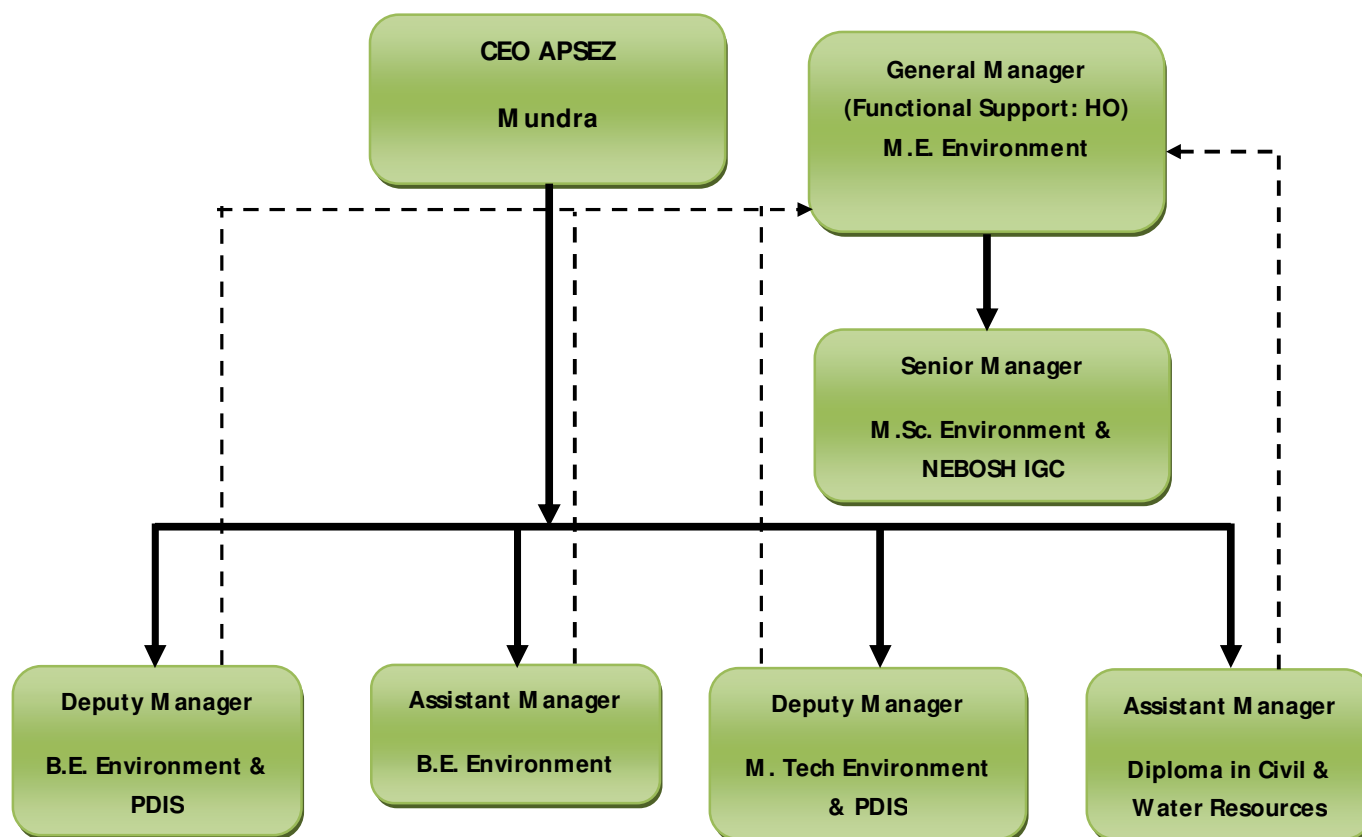 CEO APSEZ
Mundra
General Manager
(Functional Support: HO)
M.E. Environment
Senior Manager
M.Sc. Environment &
NEBOSH IGC
Deputy Manager
B.E. Environment &
PDIS
Assistant Manager
B.E. Environment
Deputy Manager
M. Tech Environment
& PDIS
Assistant Manager
Diploma in Civil &
Water Resources